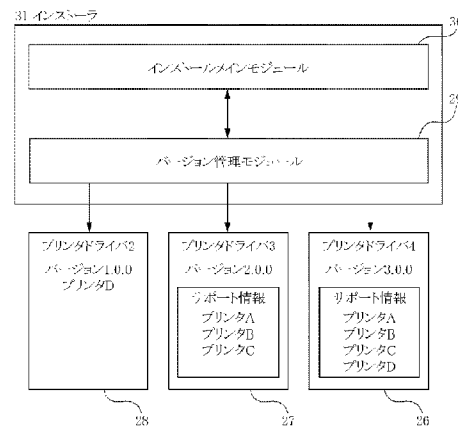 31 インストーラ
30
インストールメインモジュール
29
バージョン管理モジュール
プリンタドライバ2
バージョン1.0.0
プリンタD
プリンタドライバ3
バージョン2.0.0
サポート情報
プリンタA
プリンタB
プリンタC
プリンタドライバ4
バージョン3.0.0
サポート情報
プリンタA
プリンタB
プリンタC
プリンタD
28
27
26